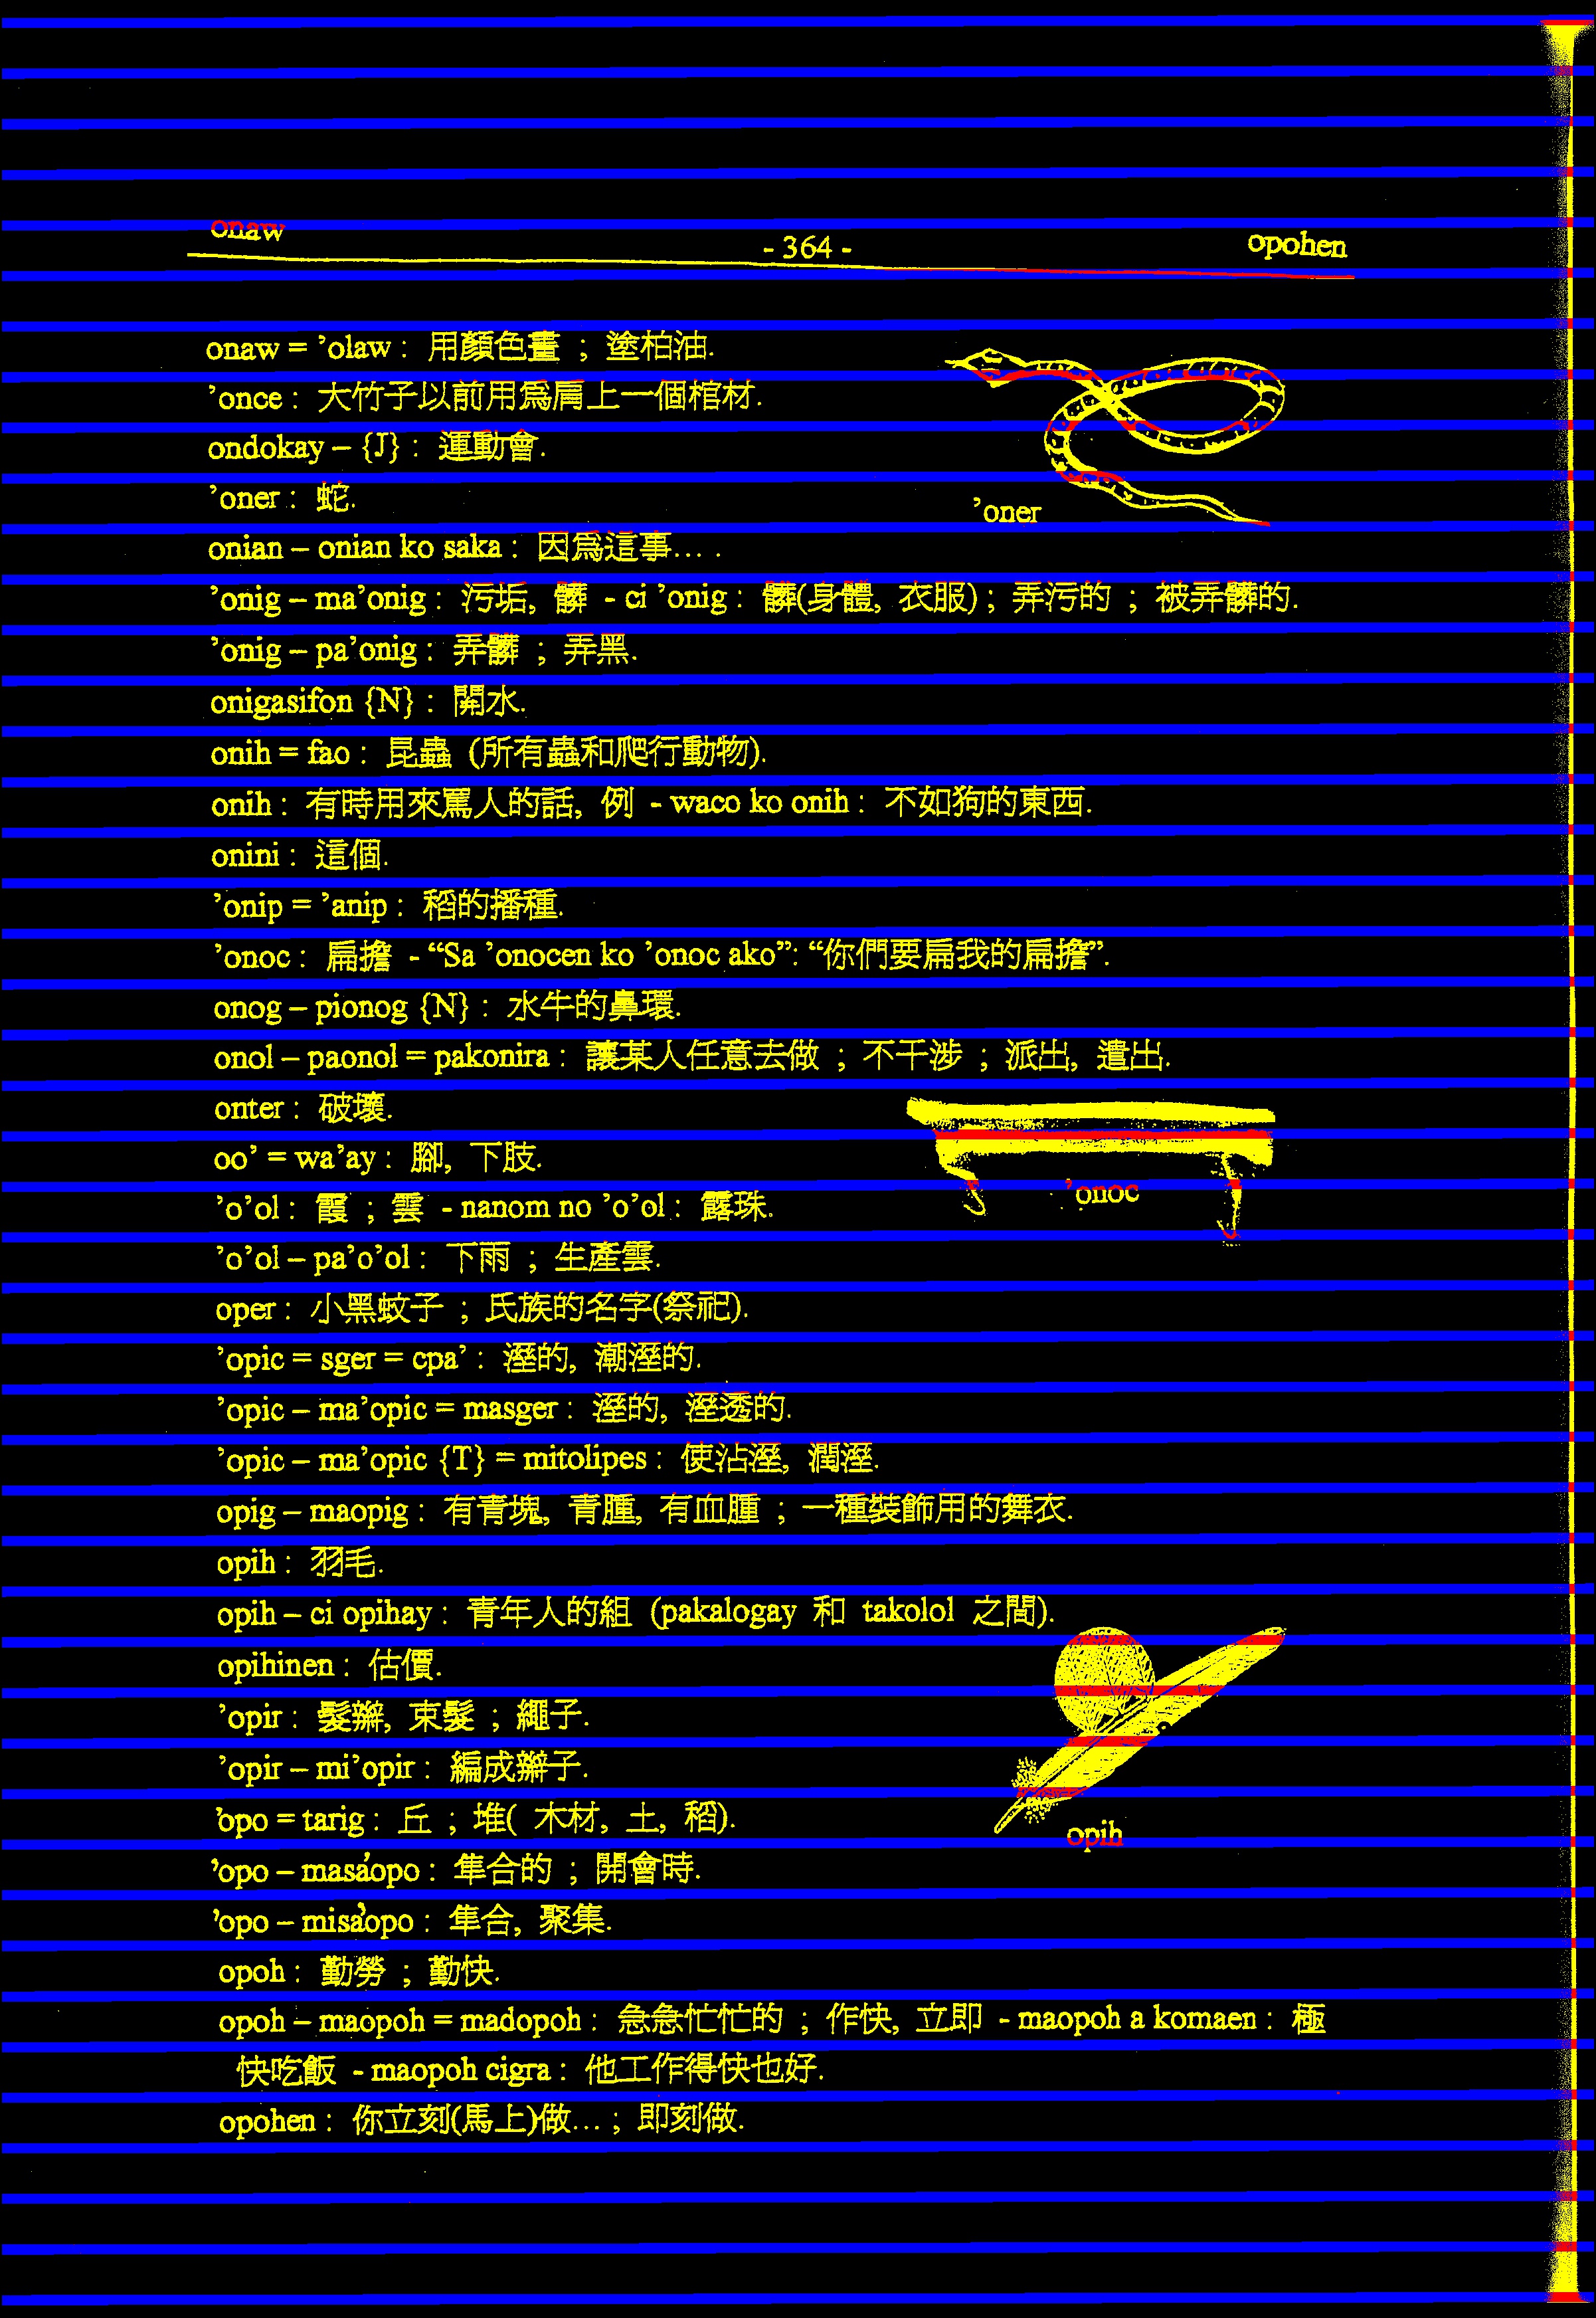 onaw - 364 - opohen
onaw = ’olaw : 用顏色畫 ; 塗柏油.
’once : 大竹子以前用爲肩上一個棺材.
ondokay – {J} : 運動會.
’oner : 蛇.
’oner
onian – onian ko saka : 因爲這事... .
’onig – ma’onig : 污垢, 髒 - ci ’onig : 髒(身體, 衣服) ; 弄污的 ; 被弄髒的.
’onig – pa’onig : 弄髒 ; 弄黑.
onigasifon {N} : 開水.
onih = fao : 昆蟲 (所有蟲和爬行動物).
onih : 有時用來罵人的話, 例 - waco ko onih : 不如狗的東西.
onini : 這個.
’onip = ’anip : 稻的播種.
’onoc : 扁擔 - “Sa ’onocen ko ’onoc ako”: “你們要扁我的扁擔”.
onog – pionog {N} : 水牛的鼻環.
onol – paonol = pakonira : 讓某人任意去做 ; 不干涉 ; 派出, 遣出.
onter : 破壞.
oo’ = wa’ay : 腳, 下肢.
’o’ol : 霞 ; 雲 - nanom no ’o’ol : 露珠.
’onoc
’o’ol – pa’o’ol : 下雨 ; 生產雲.
oper : 小黑蚊子 ; 氏族的名字(祭祀).
’opic = sger = cpa’ : 溼的, 潮溼的.
’opic – ma’opic = masger : 溼的, 溼透的.
’opic – ma’opic {T} = mitolipes : 使沾溼, 潤溼.
opig – maopig : 有青塊, 青腫, 有血腫 ; 一種裝飾用的舞衣.
opih : 羽毛.
opih – ci opihay : 青年人的組 (pakalogay 和 takolol 之間).
opihinen : 估價.
’opir : 髮辮, 束髮 ; 繩子.
’opir – mi’opir : 編成辮子.
’opo = tarig : 丘 ; 堆( 木材, 土, 稻).
opih
’opo – masa’opo : 隼合的 ; 開會時.
’opo – misa’opo : 隼合, 聚集.
opoh : 勤勞 ; 勤快.
opoh – maopoh = madopoh : 急急忙忙的 ; 作快, 立即 - maopoh a komaen : 極
快吃飯 - maopoh cigra : 他工作得快也好.
opohen : 你立刻(馬上)做... ; 即刻做.